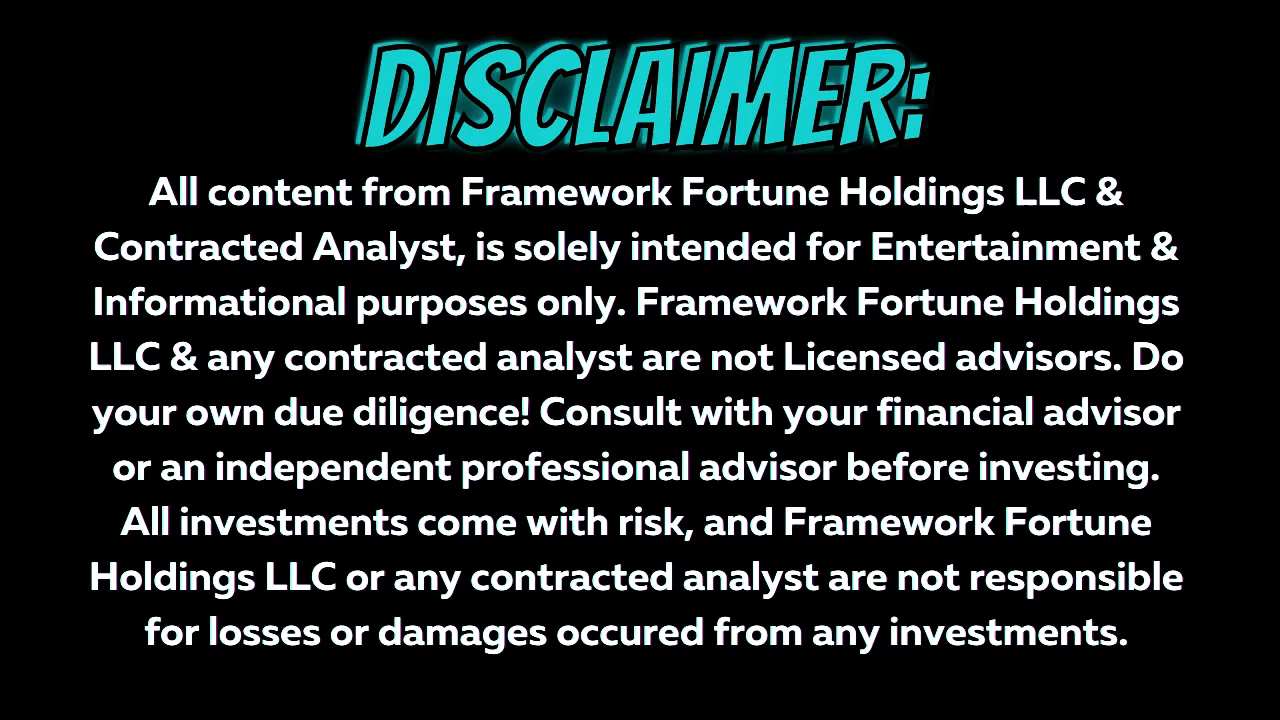 DISCLAIMER:
All content from Framework Fortune Holdings LLC &
Contracted Analyst, is solely intended for Entertainment &
Informational purposes only. Framework Fortune Holdings
LLC & any contracted analyst are not Licensed advisors. Do
your own due diligence! Consult with your financial advisor
or an independent professional advisor before investing.
All investments come with risk, and Framework Fortune
Holdings LLC or any contracted analyst are not responsible
for losses or damages occured from any investments.